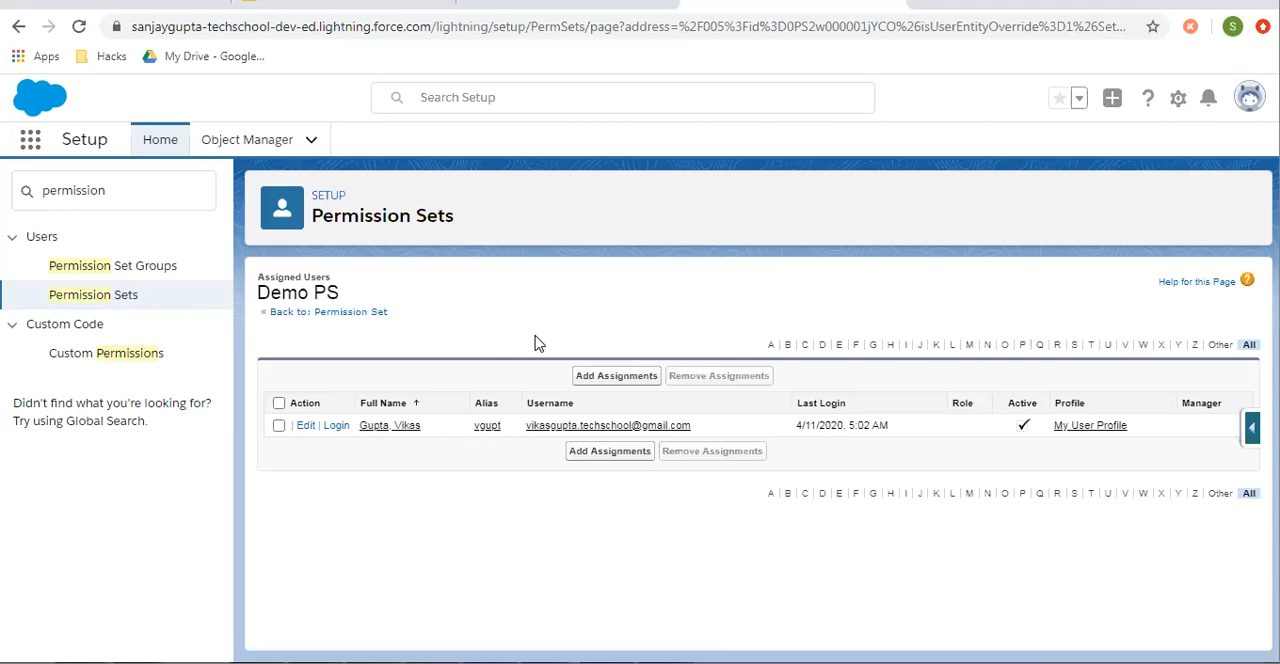 sanjaygupta-techschool-dev-ed.lightning.force.com/lightning/setup/PermSets/page?address=%2F005%3Fid%3D0PS2w000001jYCO%26isUserEntityOverride%3D1%26Set...
S
Apps Hacks My Drive - Google...
Search Setup
Setup Home Object Manager
permission
Users
Permission Set Groups
Permission Sets
Custom Code
Custom Permissions
Didn't find what you're looking for?
Try using Global Search.
SETUP
Permission Sets
Assigned Users
Demo PS
« Back to: Permission Set
Help for this Page ?
A | B | C | D | E | F | G | H | I | J | K | L | M | N | O | P | Q | R | S | T | U | V | W | X | Y | Z | Other | All
Add Assignments Remove Assignments
Action Full Name ↑ Alias Username Last Login Role Active Profile Manager
| Edit | Login Gupta, Vikas vgupt vikasgupta.techschool@gmail.com 4/11/2020, 5:02 AM ✓ My User Profile
Add Assignments Remove Assignments
A | B | C | D | E | F | G | H | I | J | K | L | M | N | O | P | Q | R | S | T | U | V | W | X | Y | Z | Other | All